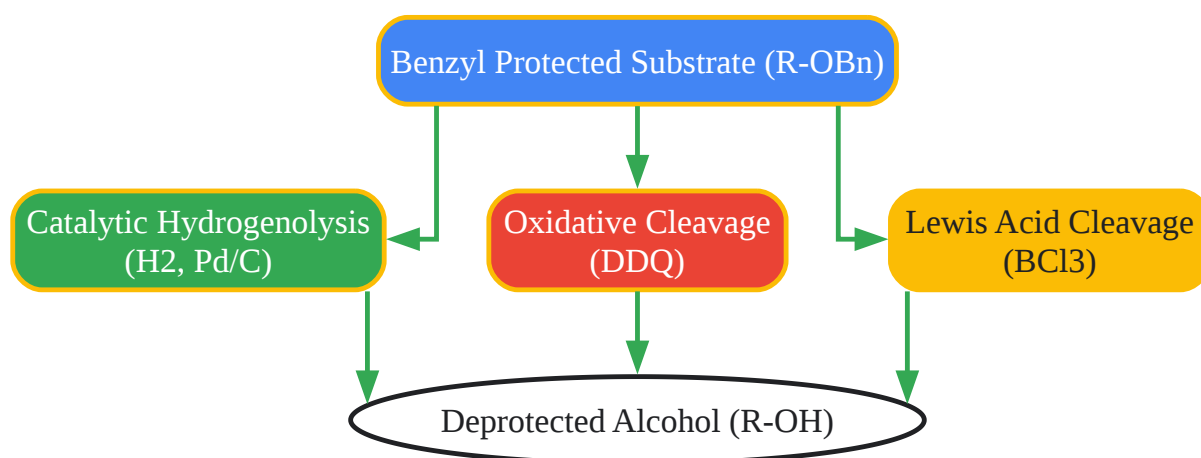 Benzyl Protected Substrate (R-OBn)
Catalytic Hydrogenolysis
(H2, Pd/C)
Oxidative Cleavage
(DDQ)
Lewis Acid Cleavage
(BCl3)
Deprotected Alcohol (R-OH)